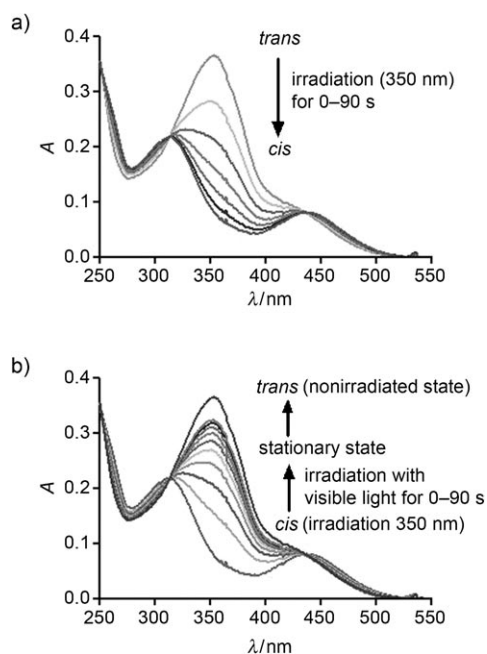 a)
0.4
0.3
0.2
0.1
0.0
A
trans
irradiation (350 nm)
for 0–90 s
cis
250 300 350 400 450 500 550
λ/nm
b)
0.4
0.3
0.2
0.1
0.0
A
trans (nonirradiated state)
stationary state
irradiation with
visible light for 0–90 s
cis (irradiation 350 nm)
250 300 350 400 450 500 550
λ/nm